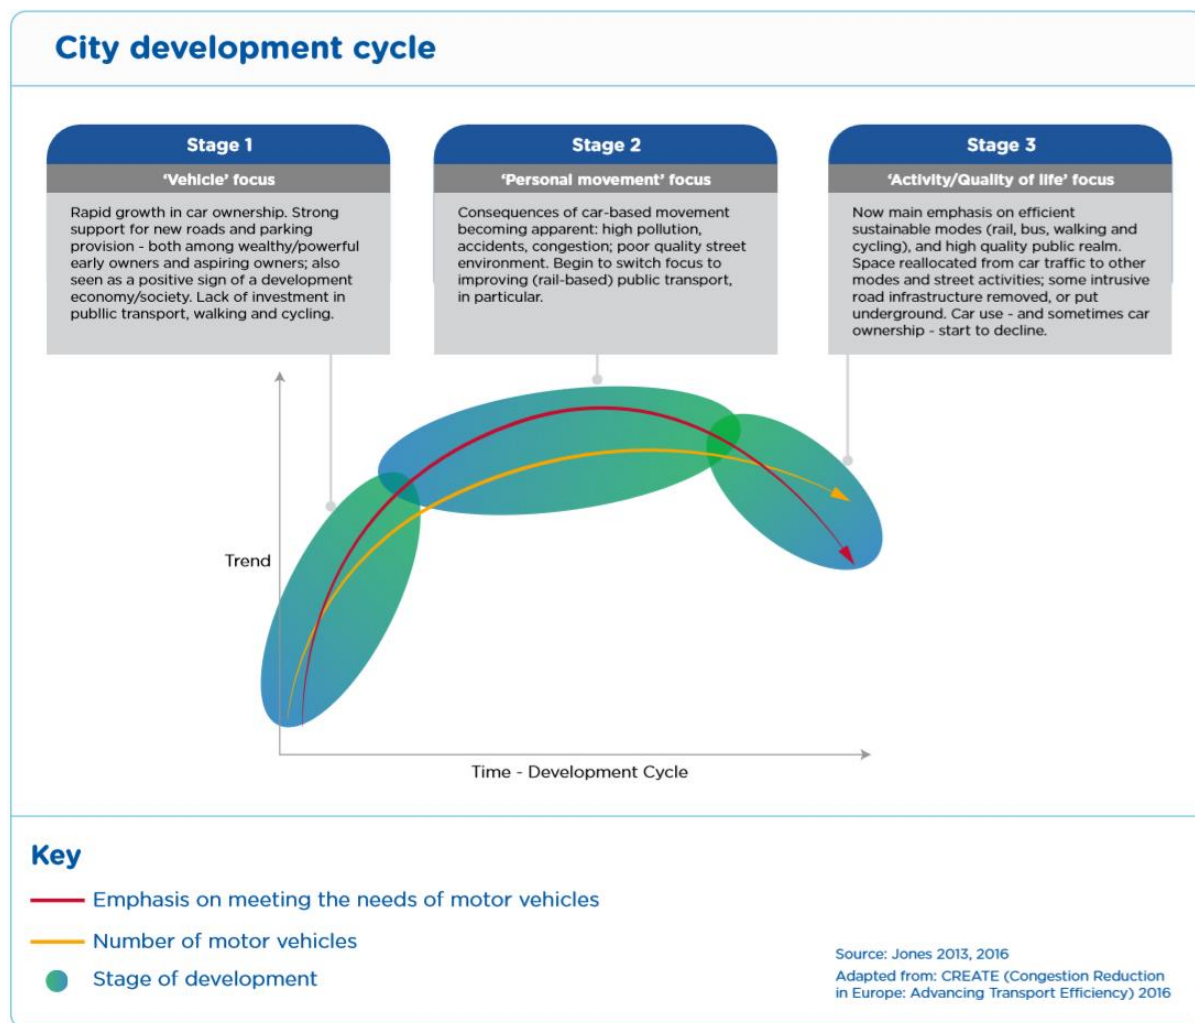 City development cycle
Stage 1
‘Vehicle’ focus
Rapid growth in car ownership. Strong
support for new roads and parking
provision - both among wealthy/powerful
early owners and aspiring owners; also
seen as a positive sign of a development
economy/society. Lack of investment in
publlic transport, walking and cycling.
Stage 2
‘Personal movement’ focus
Consequences of car-based movement
becoming apparent: high pollution,
accidents, congestion; poor quality street
environment. Begin to switch focus to
improving (rail-based) public transport,
in particular.
Stage 3
‘Activity/Quality of life’ focus
Now main emphasis on efficient
sustainable modes (rail, bus, walking and
cycling), and high quality public realm.
Space reallocated from car traffic to other
modes and street activities; some intrusive
road infrastructure removed, or put
underground. Car use - and sometimes car
ownership - start to decline.
Trend
Time - Development Cycle
Key
Emphasis on meeting the needs of motor vehicles
Number of motor vehicles
Stage of development
Source: Jones 2013, 2016
Adapted from: CREATE (Congestion Reduction
in Europe: Advancing Transport Efficiency) 2016